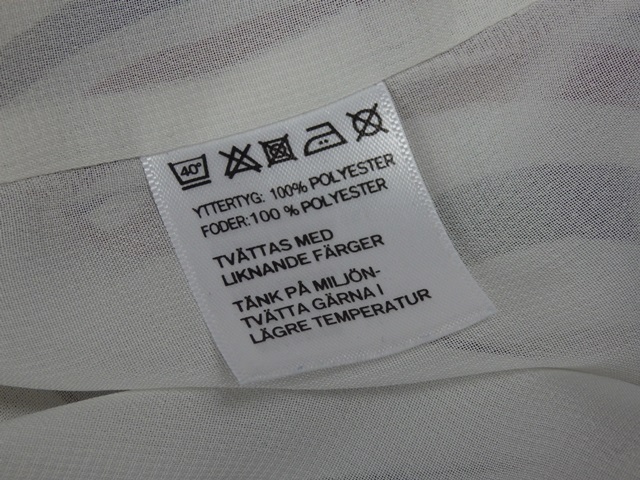 40°
YTTERTYG: 100% POLYESTER
FODER:100 % POLYESTER
TVÄTTAS MED
LIKNANDE FÄRGER
TÄNK PÅ MILJÖN-
TVÄTTA GÄRNA I
LÄGRE TEMPERATUR